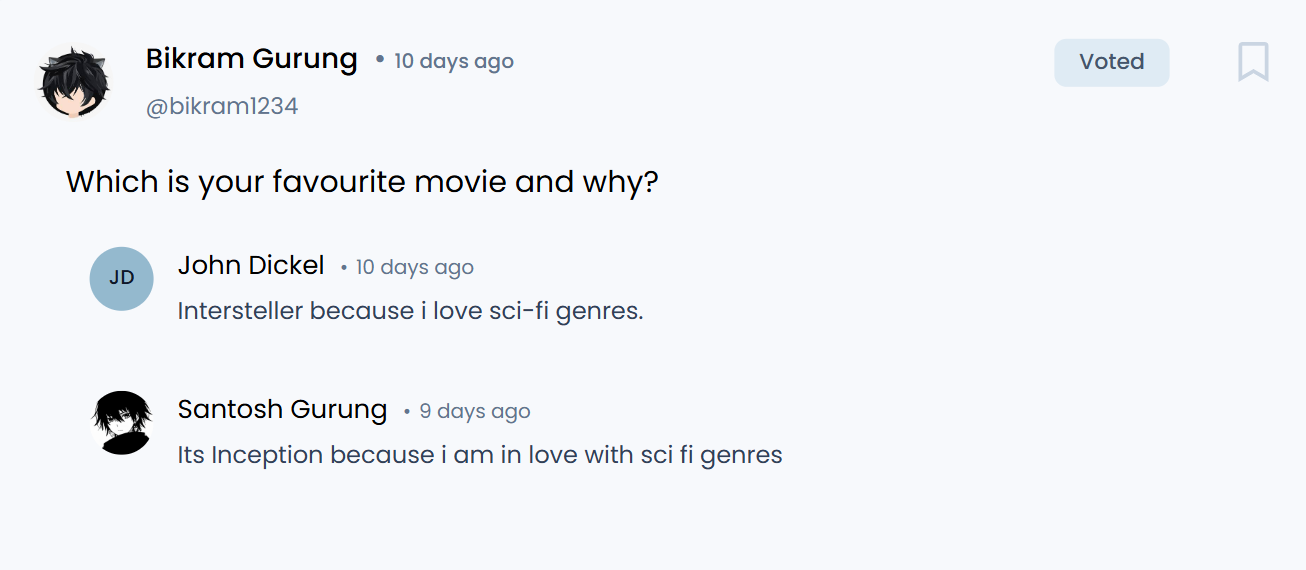 Bikram Gurung • 10 days ago Voted
@bikram1234
Which is your favourite movie and why?
JD John Dickel • 10 days ago
Intersteller because i love sci-fi genres.
Santosh Gurung • 9 days ago
Its Inception because i am in love with sci fi genres